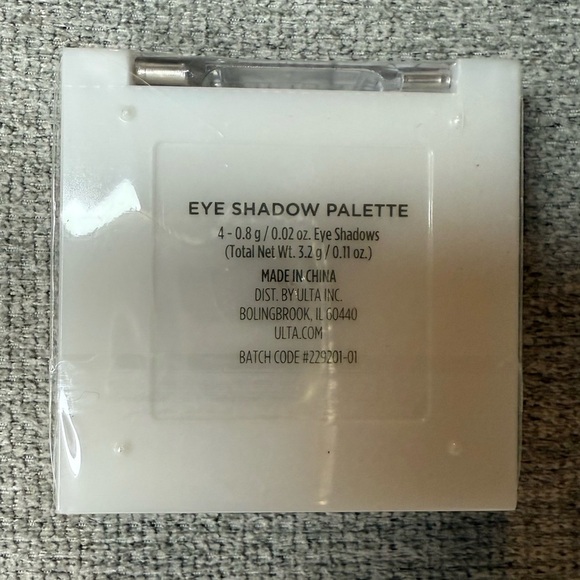 EYE SHADOW PALETTE
4 - 0.8 g / 0.02 oz. Eye Shadows
(Total Net Wt. 3.2 g / 0.11 oz.)
MADE IN CHINA
DIST. BY ULTA INC.
BOLINGBROOK, IL 60440
ULTA.COM
BATCH CODE #229201-01